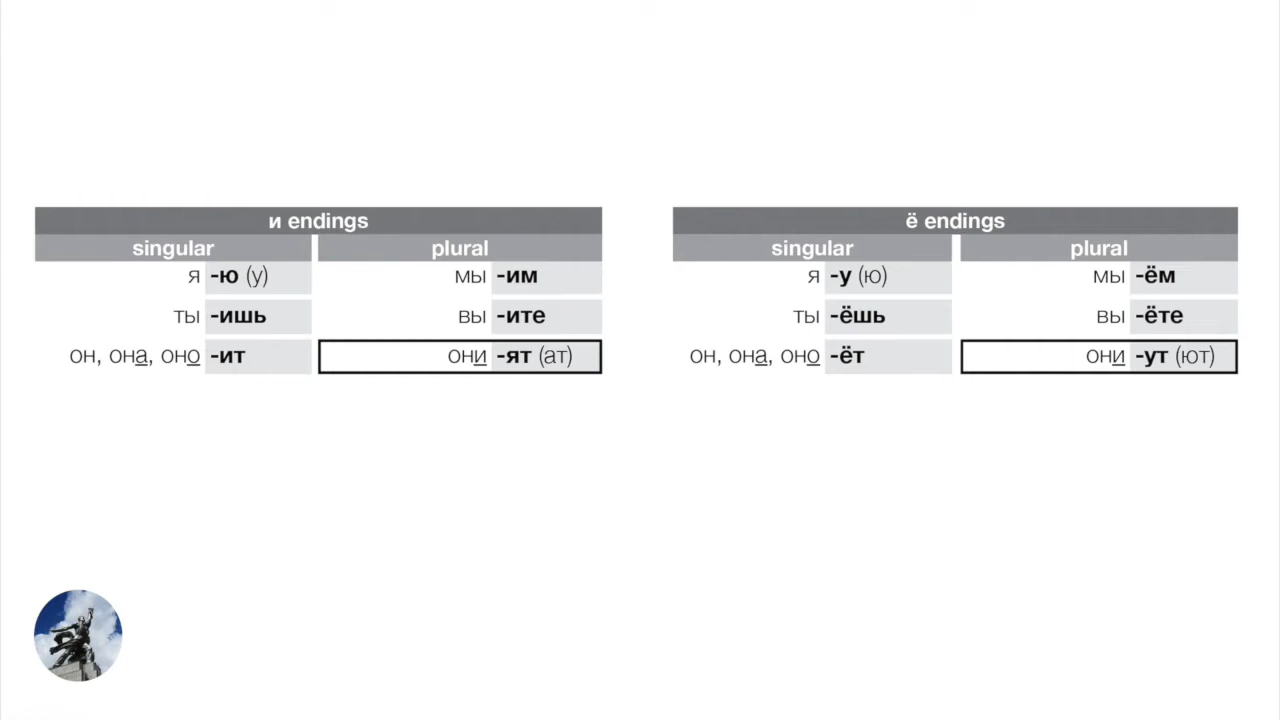 и endings
singular plural
я -ю (у) мы -им
ты -ишь вы -ите
он, она, оно -ит они -ят (ат)
ё endings
singular plural
я -у (ю) мы -ём
ты -ёшь вы -ёте
он, она, оно -ёт они -ут (ют)